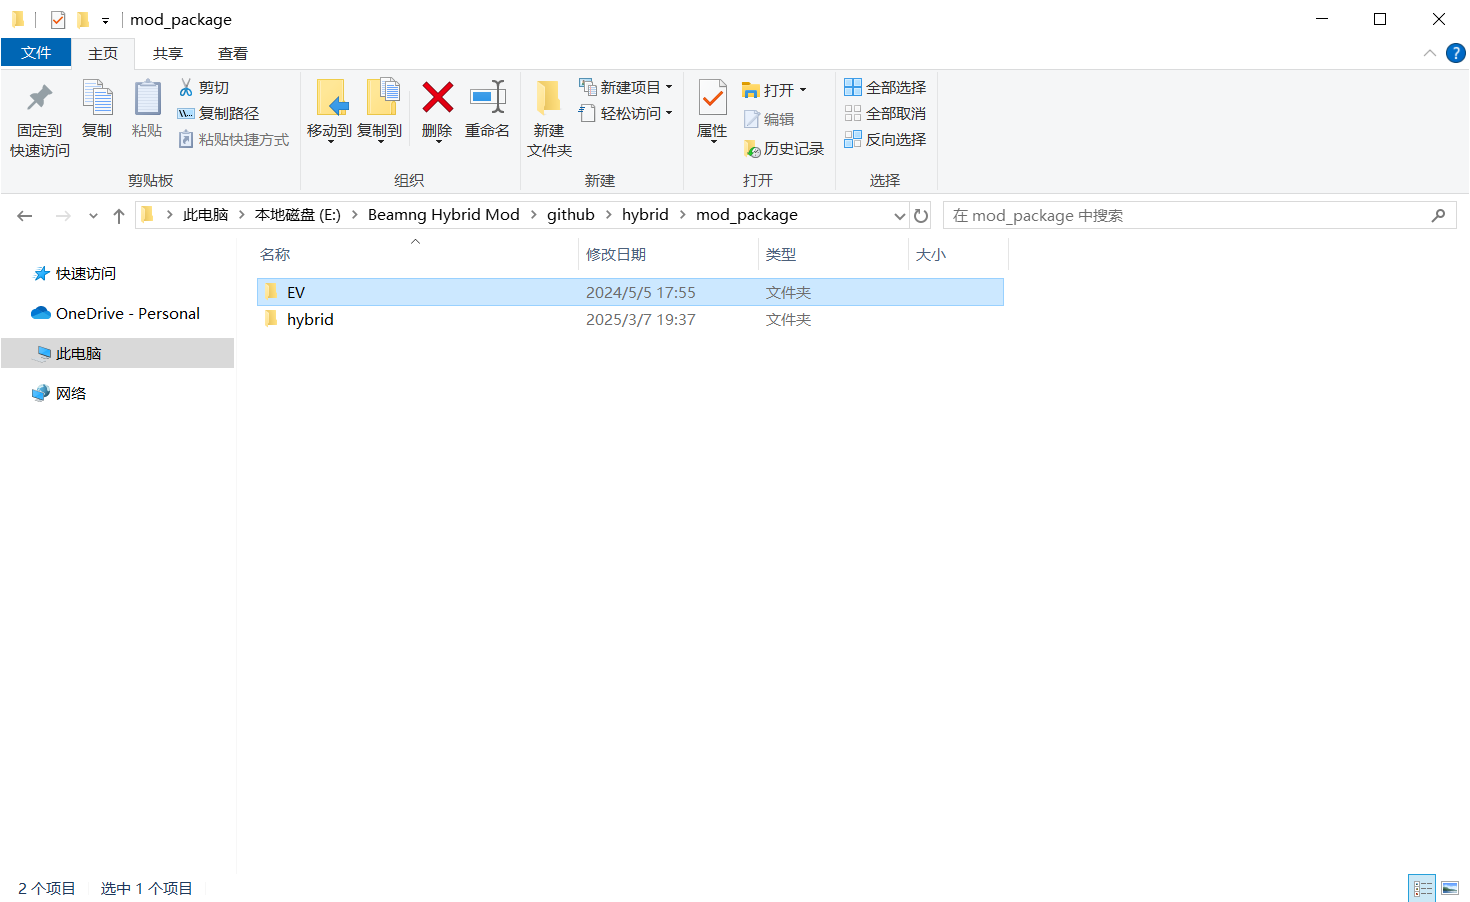 mod_package
文件 主页 共享 查看
固定到
快速访问
复制
粘贴
剪切
复制路径
粘贴快捷方式
剪贴板
移动到
复制到
删除
重命名
组织
新建
文件夹
新建项目
轻松访问
新建
属性
打开
编辑
历史记录
打开
全部选择
全部取消
反向选择
选择
此电脑 本地磁盘 (E:) Beamng Hybrid Mod github hybrid mod_package
在 mod_package 中搜索
快速访问
OneDrive - Personal
此电脑
网络
名称 修改日期 类型 大小
EV 2024/5/5 17:55 文件夹
hybrid 2025/3/7 19:37 文件夹
2 个项目 选中 1 个项目